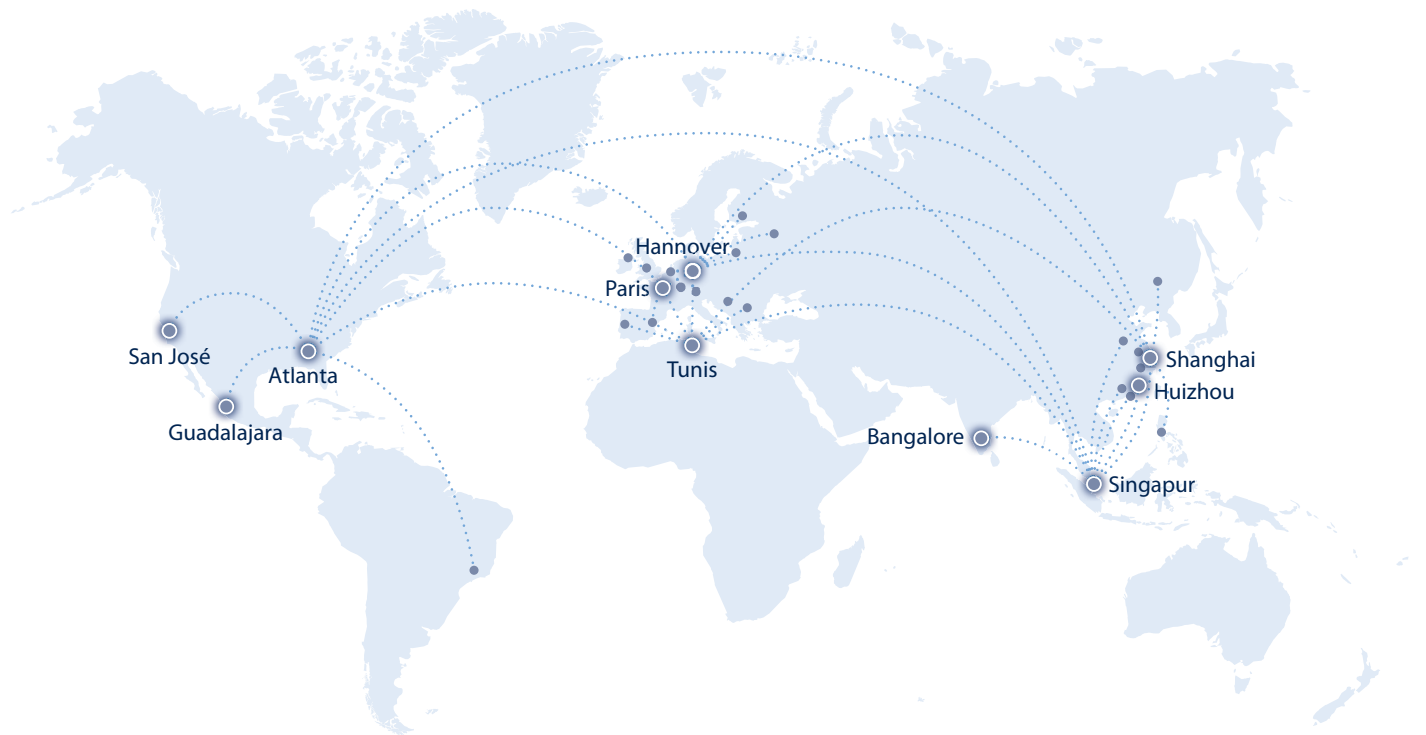 Hannover
Paris
San José
Atlanta
Tunis
Shanghai
Huizhou
Guadalajara
Bangalore
Singapur